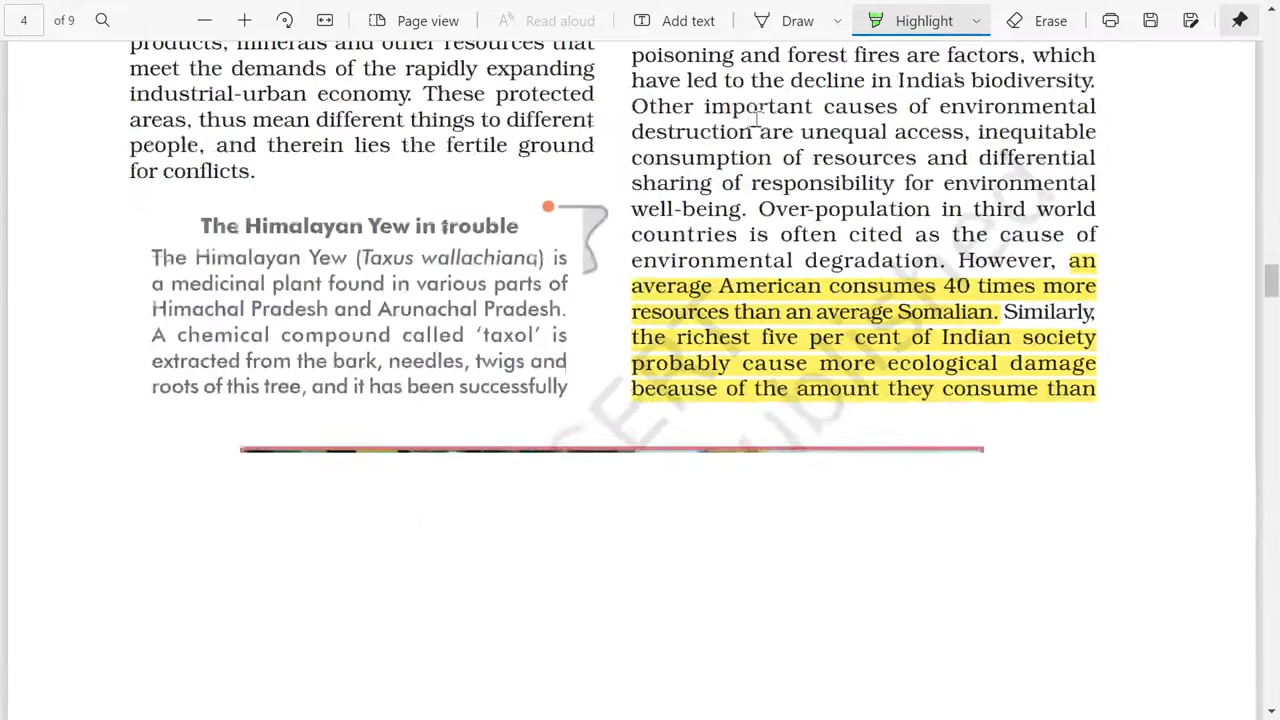 4 of 9 Page view Read aloud Add text Draw Highlight Erase
products, minerals and other resources that
meet the demands of the rapidly expanding
industrial-urban economy. These protected
areas, thus mean different things to different
people, and therein lies the fertile ground
for conflicts.
The Himalayan Yew in trouble
The Himalayan Yew (Taxus wallachiana) is
a medicinal plant found in various parts of
Himachal Pradesh and Arunachal Pradesh.
A chemical compound called ‘taxol’ is
extracted from the bark, needles, twigs and
roots of this tree, and it has been successfully
poisoning and forest fires are factors, which
have led to the decline in India's biodiversity.
Other important causes of environmental
destruction are unequal access, inequitable
consumption of resources and differential
sharing of responsibility for environmental
well-being. Over-population in third world
countries is often cited as the cause of
environmental degradation. However, an
average American consumes 40 times more
resources than an average Somalian. Similarly,
the richest five per cent of Indian society
probably cause more ecological damage
because of the amount they consume than